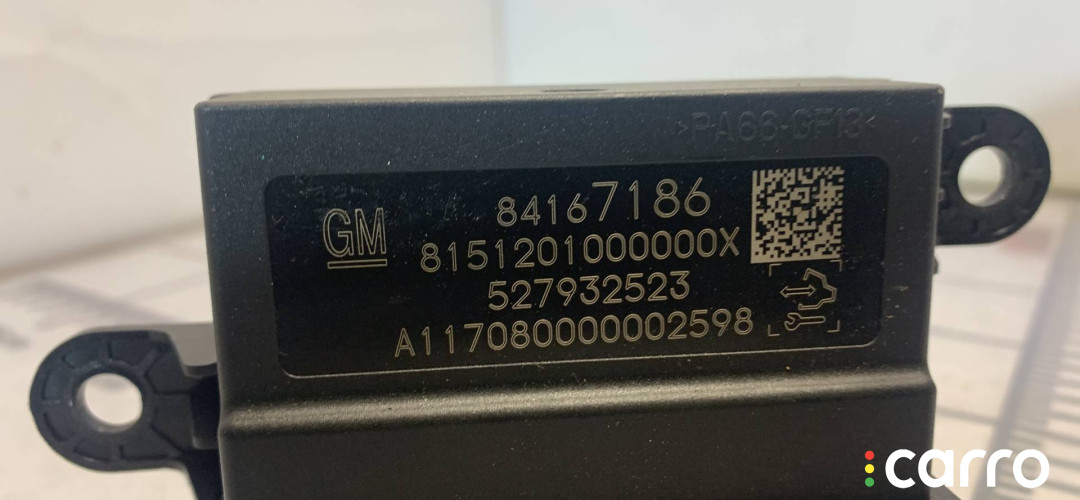 >PA66-GF13<
GM
84167186
8151201000000X
527932523
A117080000002598
carro